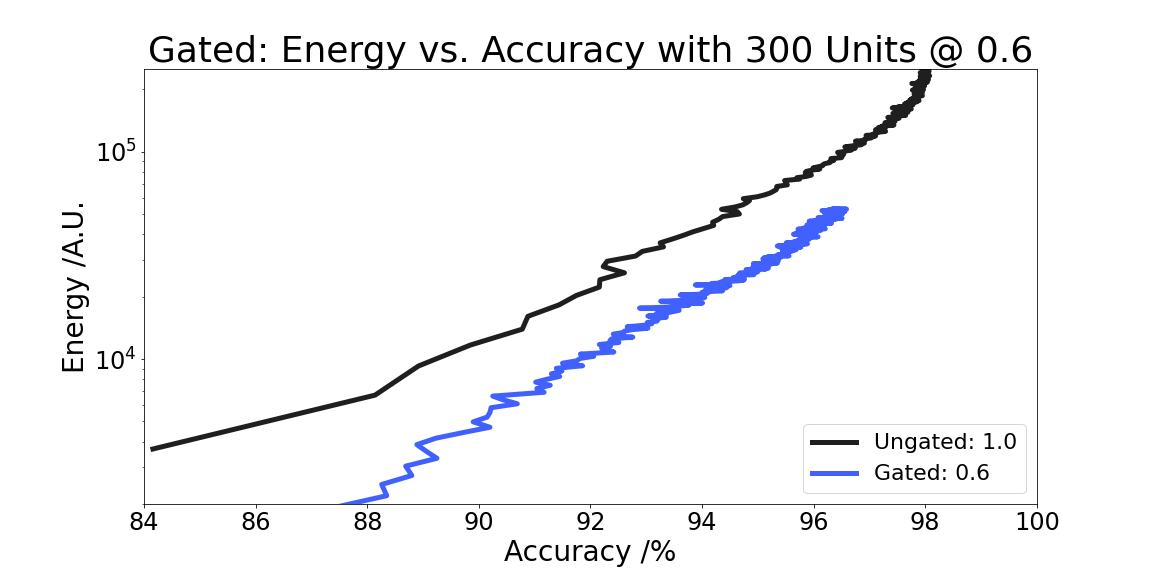 Gated: Energy vs. Accuracy with 300 Units @ 0.6
Energy /A.U.
10^5
10^4
Ungated: 1.0
Gated: 0.6
84 86 88 90 92 94 96 98 100
Accuracy /%